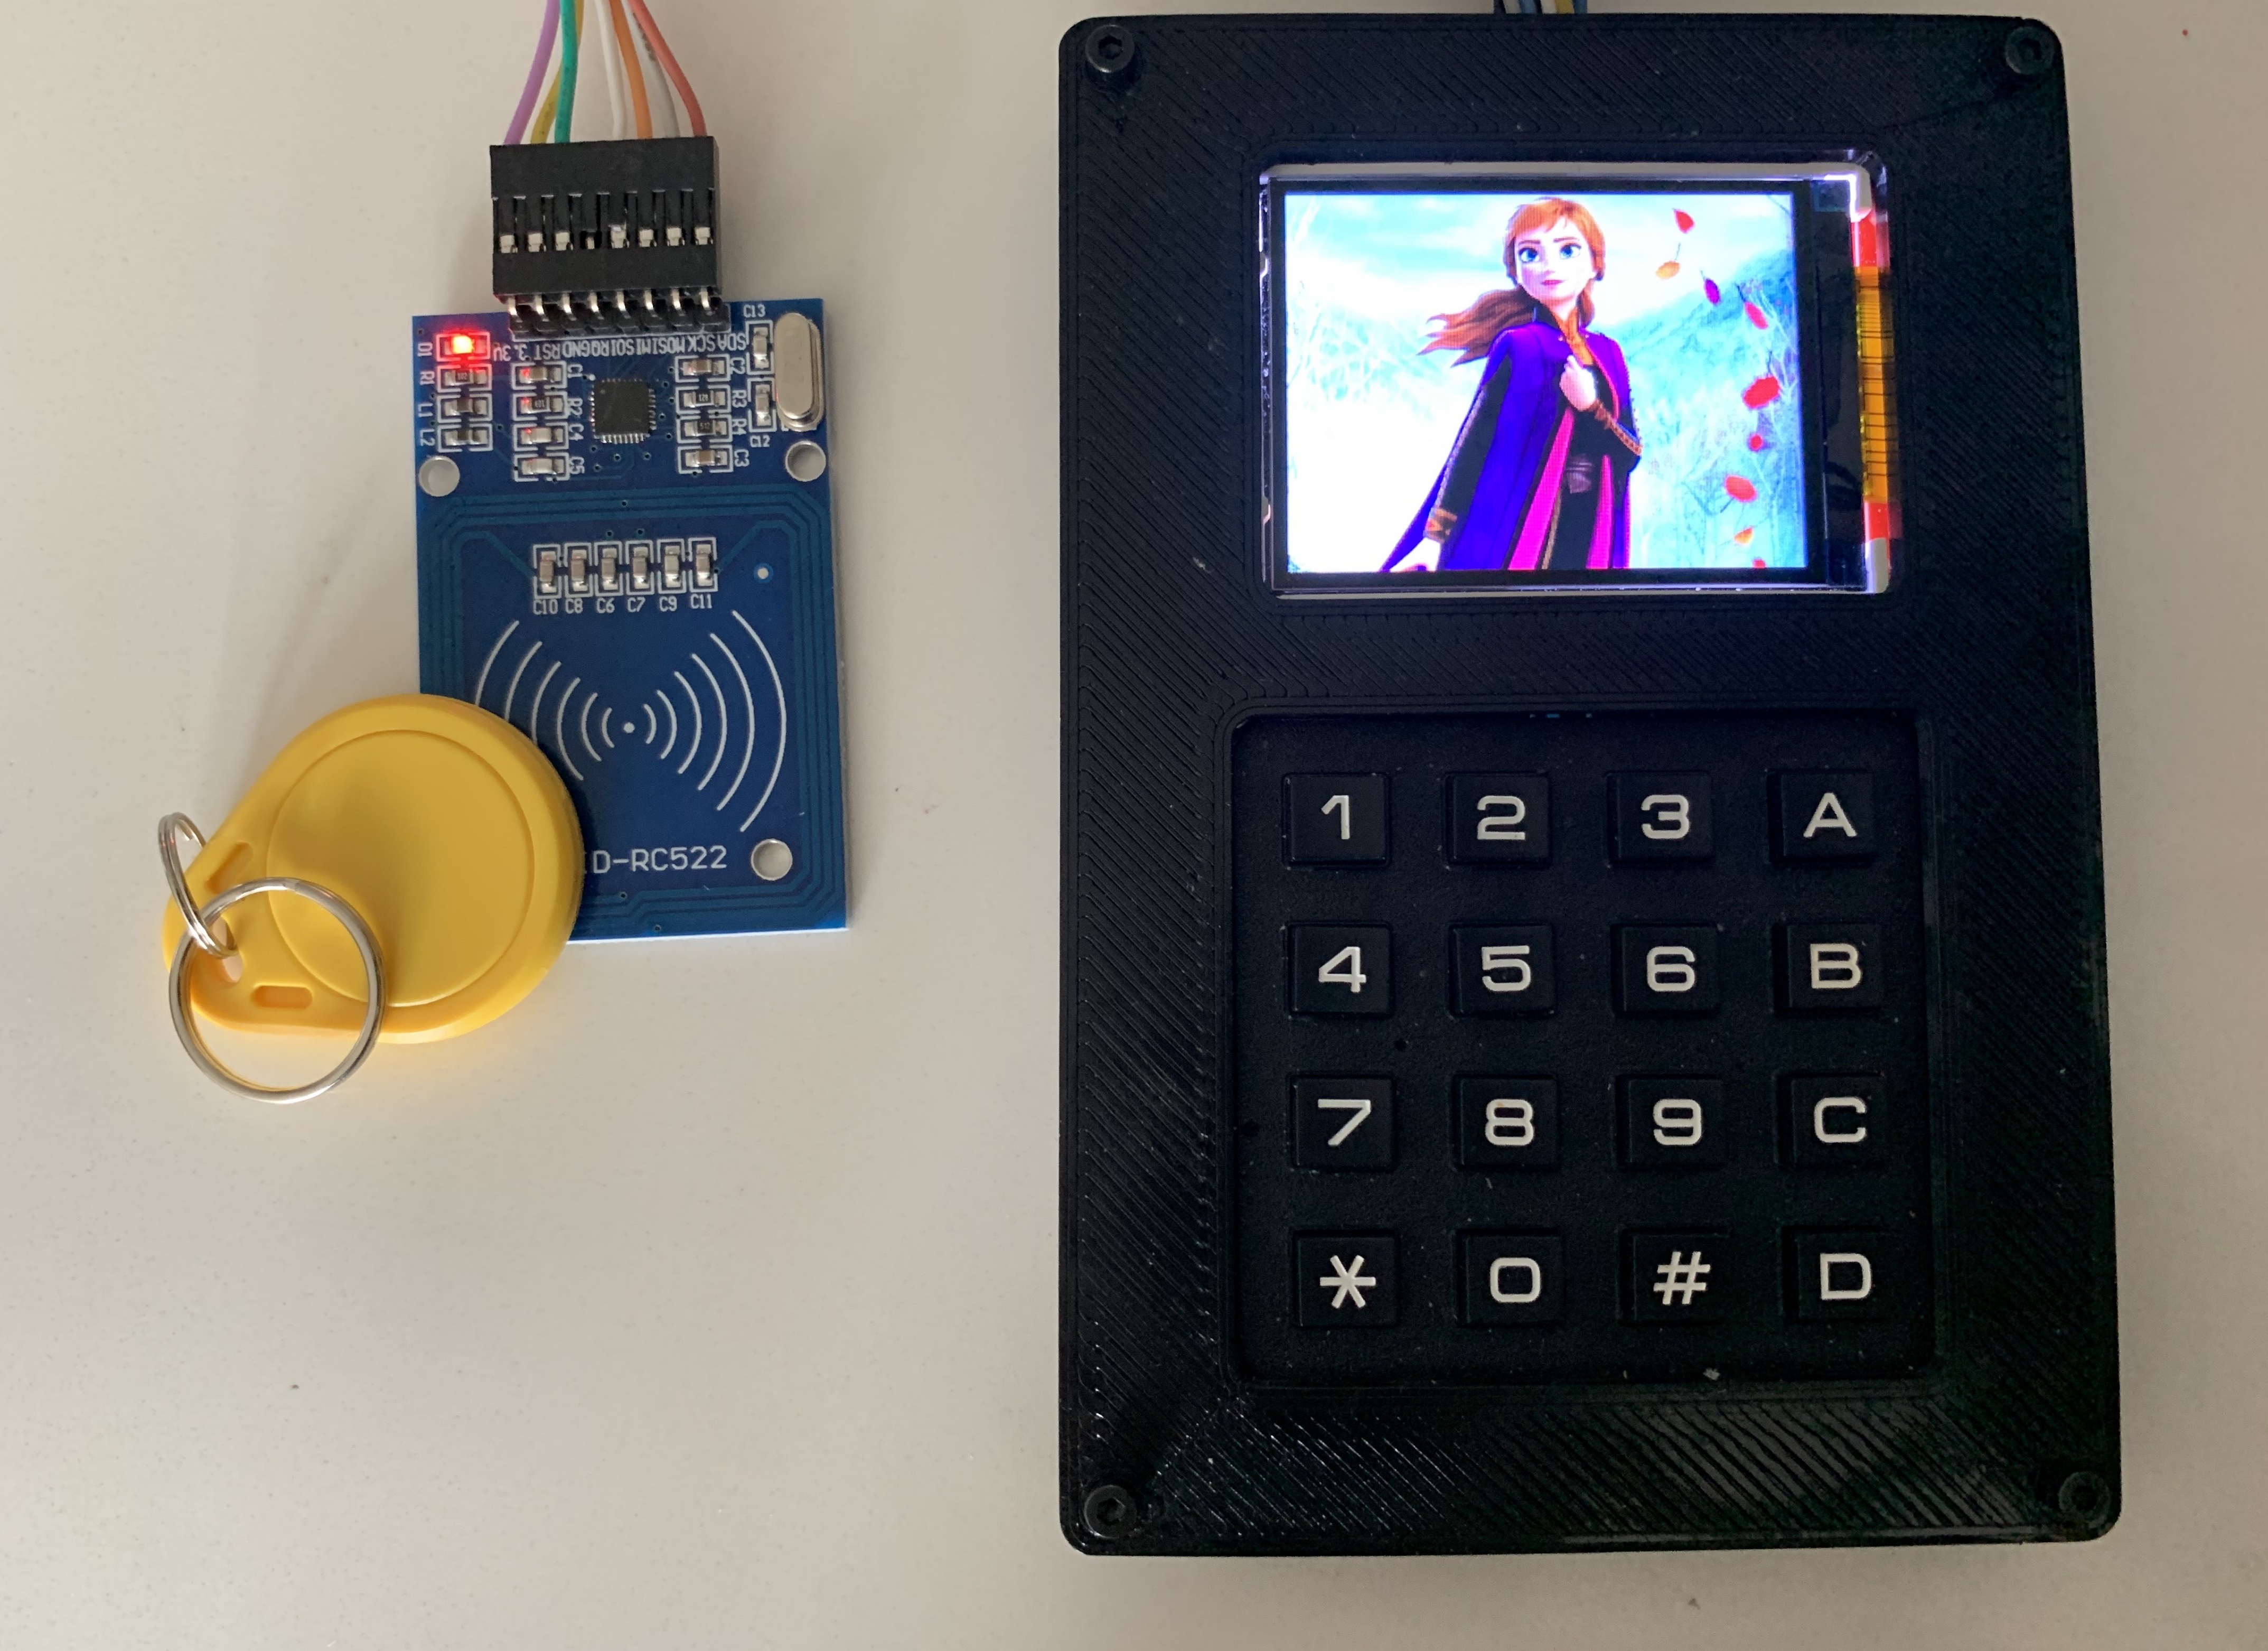 SDA SCK MOSI MISO IRQ GND RST 3.3V
D1
R1
L1
L2
C1
R2
C4
C5
C13
C2
R3
R4
C3
C12
C10 C8 C6 C7 C9 C11
ID-RC522
1 2 3 A
4 5 6 B
7 8 9 C
* 0 # D